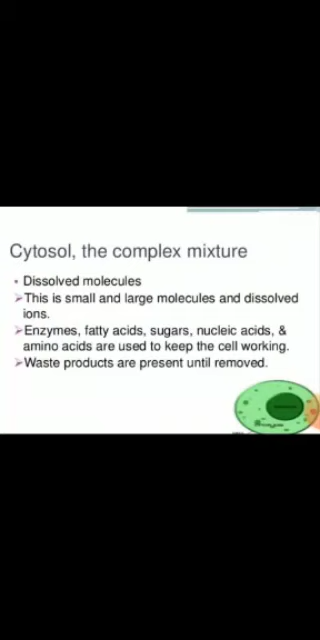 Cytosol, the complex mixture
• Dissolved molecules
➢This is small and large molecules and dissolved
ions.
➢Enzymes, fatty acids, sugars, nucleic acids, &
amino acids are used to keep the cell working.
➢Waste products are present until removed.